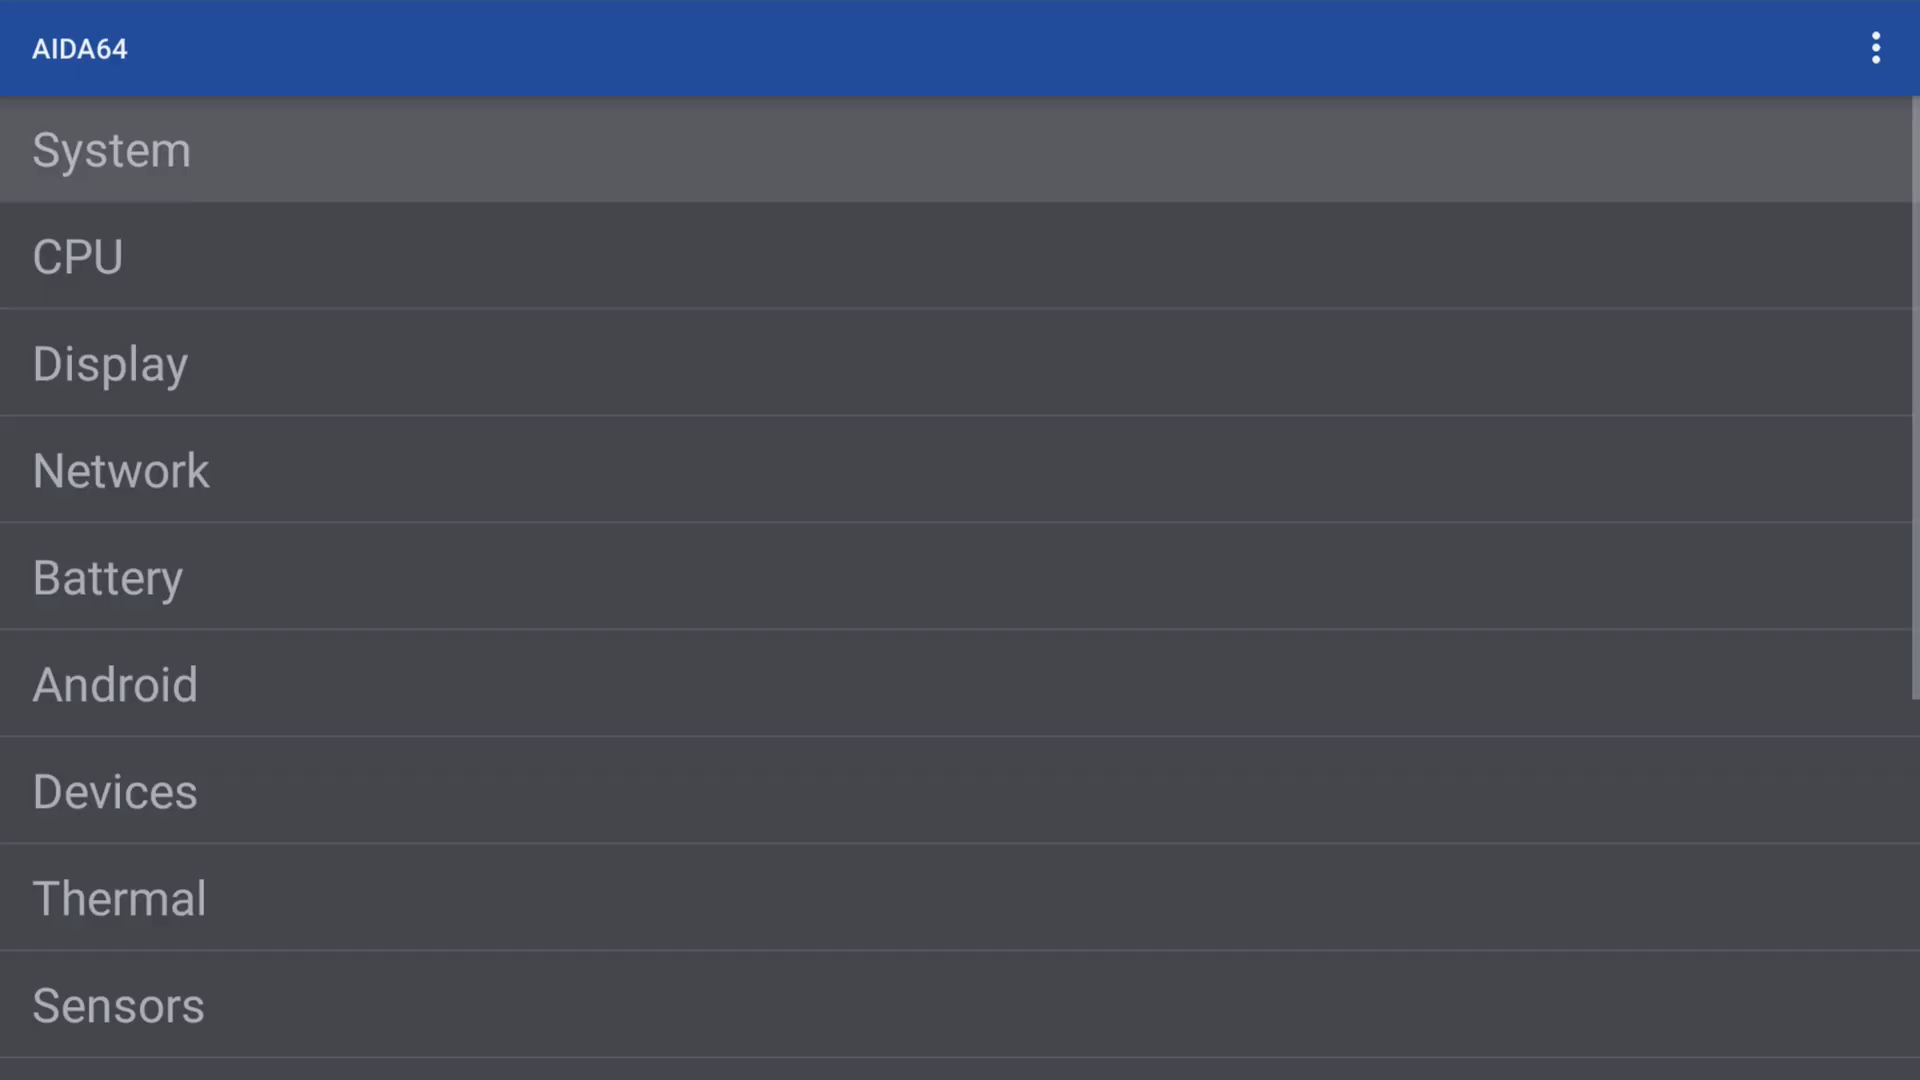 AIDA64
System
CPU
Display
Network
Battery
Android
Devices
Thermal
Sensors